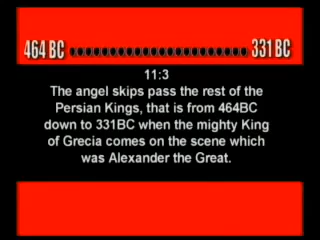 464 BC 331 BC
11:3
The angel skips pass the rest of the
Persian Kings, that is from 464BC
down to 331BC when the mighty King
of Grecia comes on the scene which
was Alexander the Great.